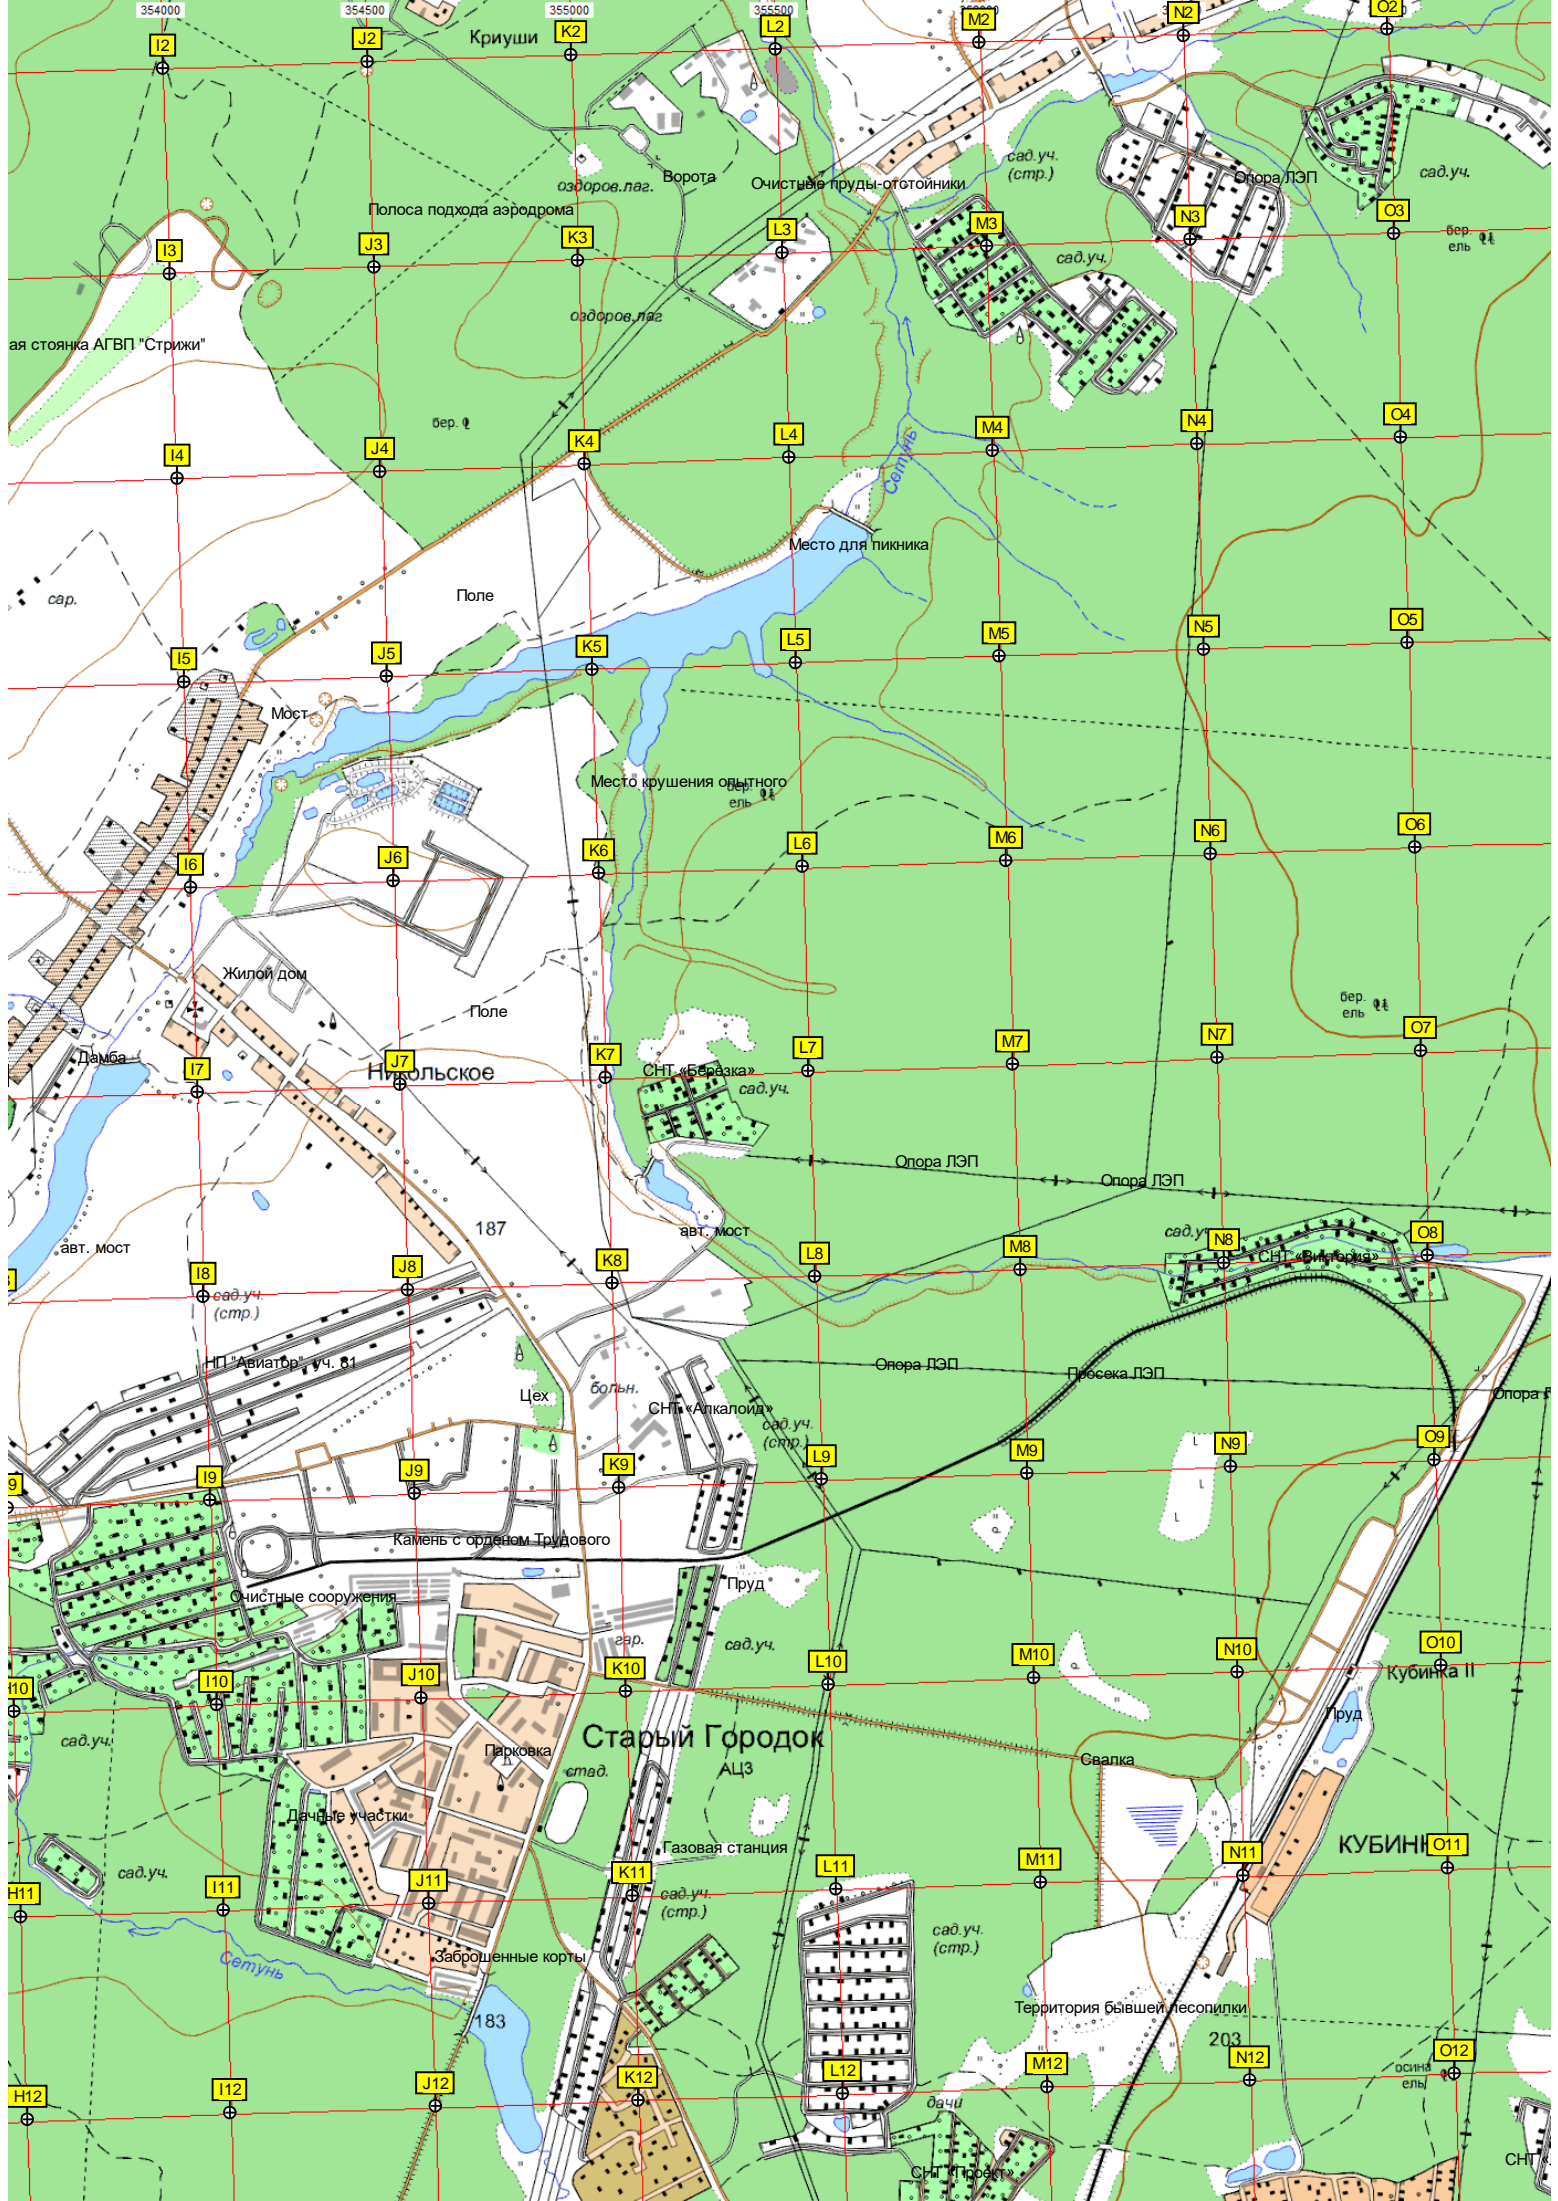 354000
354500
355000
355500
I2
J2
K2
L2
M2
N2
O2
Криуши
сад.уч.
(стр.)
Ворота
оздоров.лаг.
Очистные пруды-отстойники
Опора ЛЭП
сад.уч.
Полоса подхода аэродрома
I3
J3
K3
L3
M3
N3
O3
бер.
ель
сад.уч.
оздоров.лаг
ая стоянка АГВП "Стрижи"
бер.
I4
J4
K4
L4
M4
N4
O4
Сетунь
Место для пикника
Поле
сар.
I5
J5
K5
L5
M5
N5
O5
Мост
Место крушения опытного
бер.
ель
I6
J6
K6
L6
M6
N6
O6
Жилой дом
Поле
бер.
ель
Дамба
I7
J7
K7
L7
M7
N7
O7
Никольское
СНТ «Берёзка»
сад.уч.
Опора ЛЭП
Опора ЛЭП
187
авт. мост
авт. мост
сад.уч.
I8
J8
K8
L8
M8
N8
O8
СНТ «Виктория»
сад.уч.
(стр.)
НП "Авиатор", уч. 81
Опора ЛЭП
Просека ЛЭП
Опора Л
Цех
больн.
СНТ «Алкалоид»
сад.уч.
(стр.)
9
I9
J9
K9
L9
M9
N9
O9
Камень с орденом Трудового
Очистные сооружения
Пруд
гар.
сад.уч.
H10
I10
J10
K10
L10
M10
N10
O10
Кубинка II
Пруд
сад.уч.
Старый Городок
АЦЗ
Парковка
стад.
Свалка
Дачные участки
Газовая станция
КУБИНК
сад.уч.
H11
I11
J11
K11
L11
M11
N11
O11
сад.уч.
(стр.)
сад.уч.
(стр.)
Заброшенные корты
Сетунь
183
Территория бывшей лесопилки
203
осина
ель
H12
I12
J12
K12
L12
M12
N12
O12
дачи
СНТ «Проект»
СНТ «